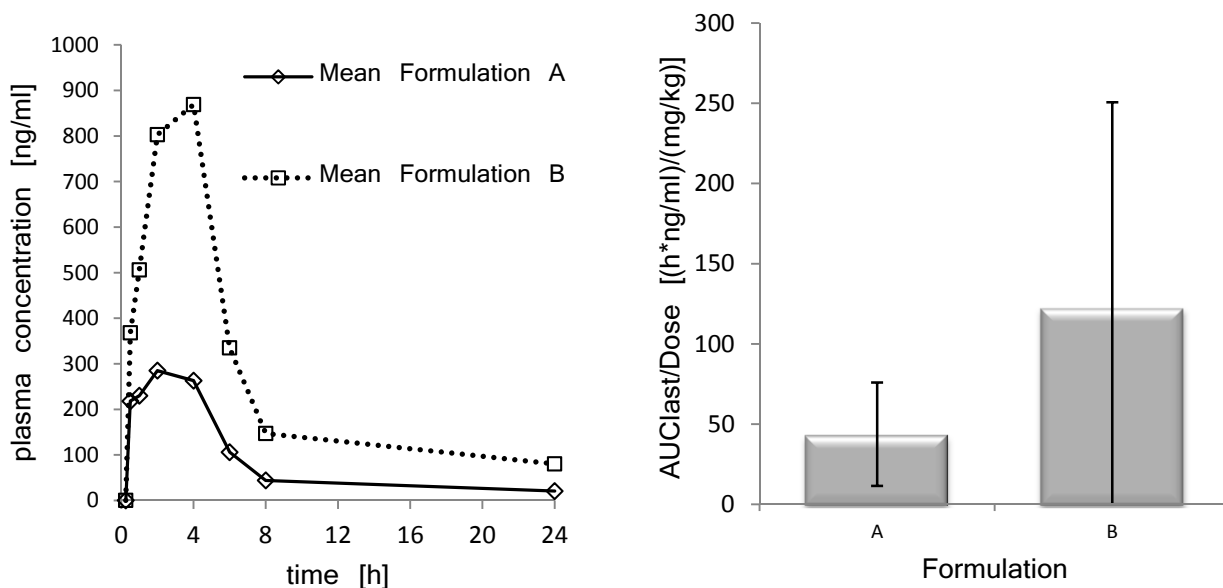 plasma concentration [ng/ml]
1000
900
800
700
600
500
400
300
200
100
0
0 4 8 12 16 20 24
time [h]
Mean Formulation A
Mean Formulation B
AUClast/Dose [(h*ng/ml)/(mg/kg)]
300
250
200
150
100
50
0
A B
Formulation